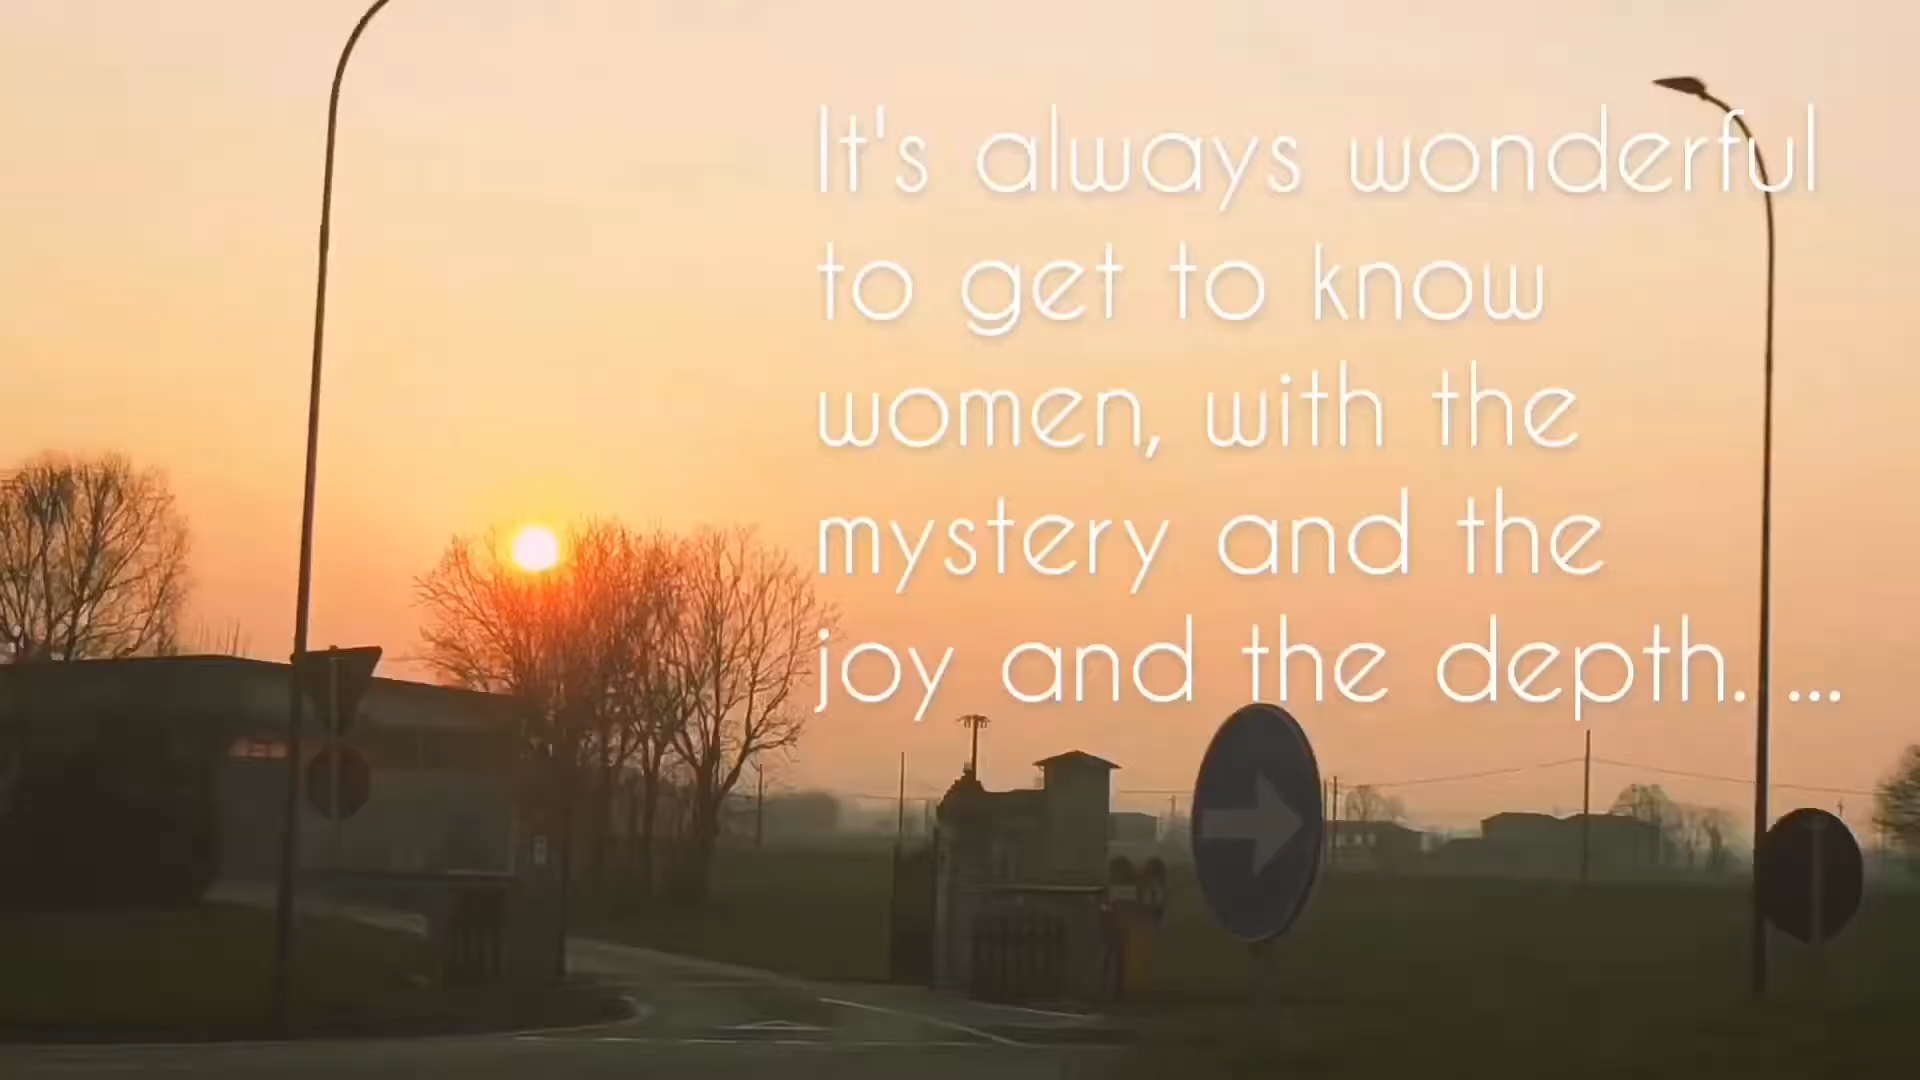 It's always wonderful
to get to know
women, with the
mystery and the
joy and the depth. ...